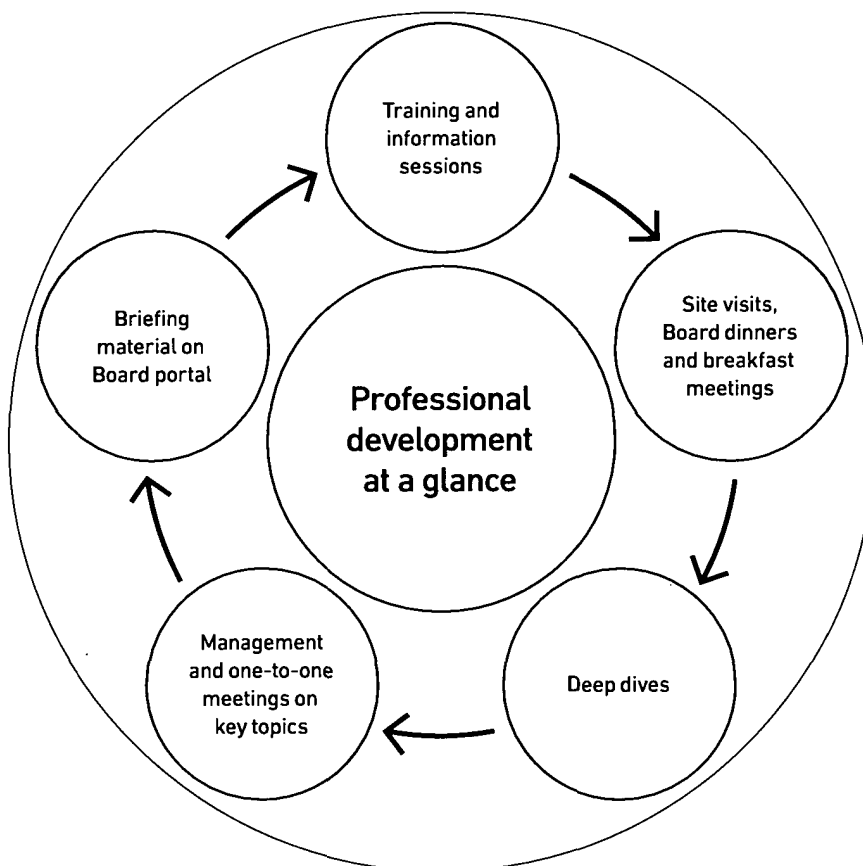 Training and
information
sessions
Site visits,
Board dinners
and breakfast
meetings
Deep dives
Management
and one-to-one
meetings on
key topics
Briefing
material on
Board portal
Professional
development
at a glance